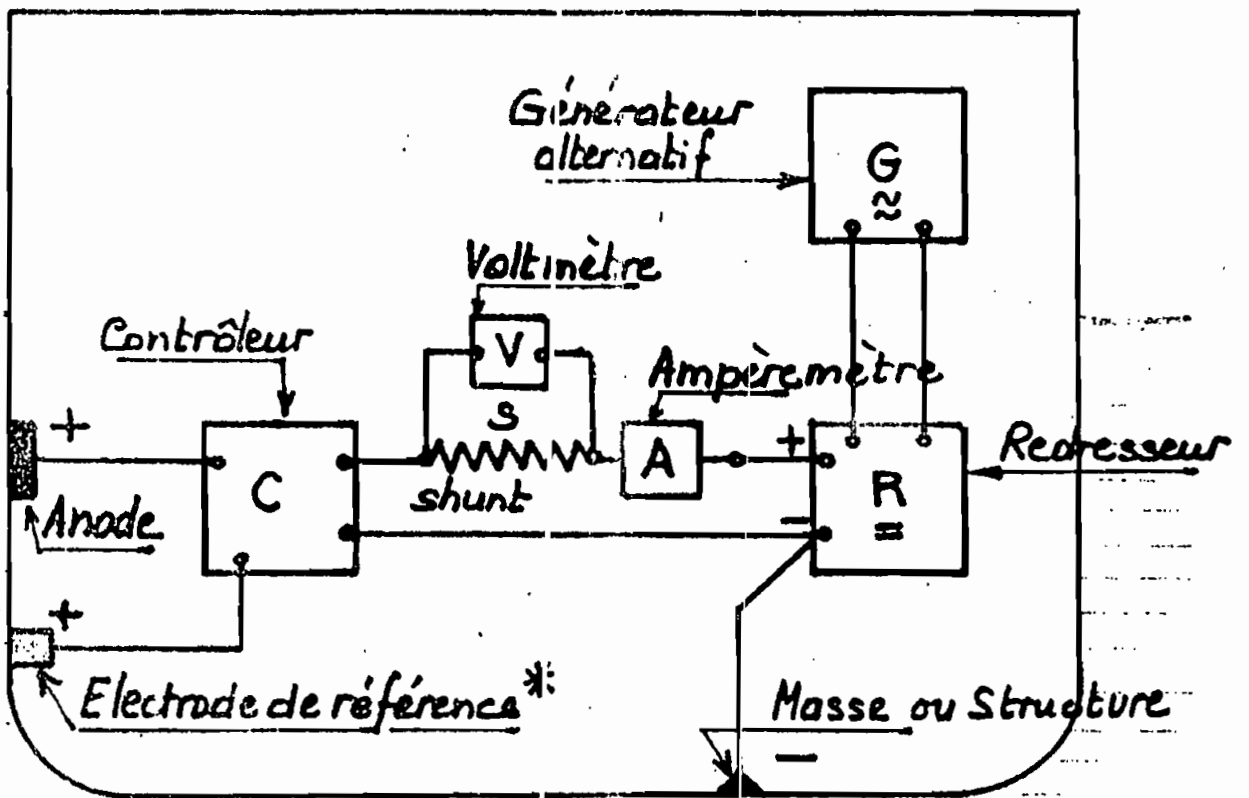 Générateur
alternatif
G
≈
Voltmètre
Contrôleur
V
Ampèremètre
S
+
+
Redresseur
C
A
R
=
shunt
Anode
-
+
Electrode de référence*
Masse ou Structure
-